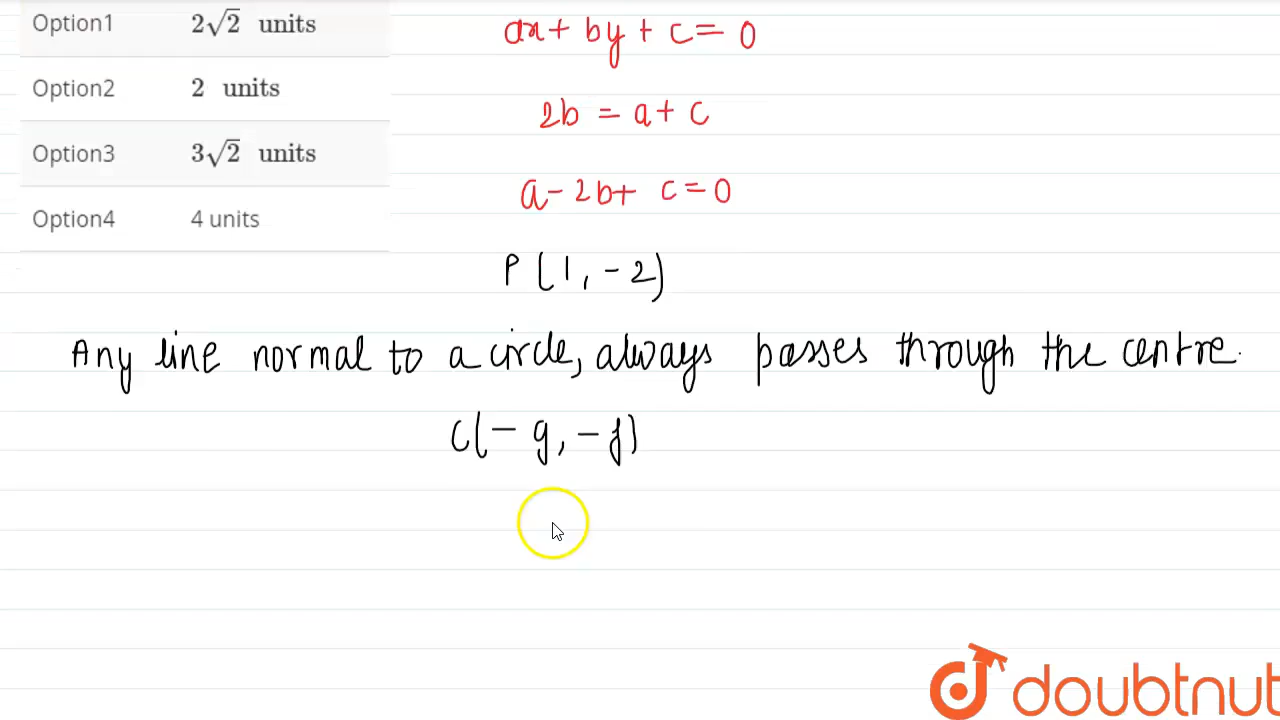 Option1 2√2 units
ax + by + c = 0
Option2 2 units
2b = a + c
Option3 3√2 units
a - 2b + c = 0
Option4 4 units
P(1, -2)
Any line normal to a circle, always passes through the centre.
C(-g, -f)
doubtnut